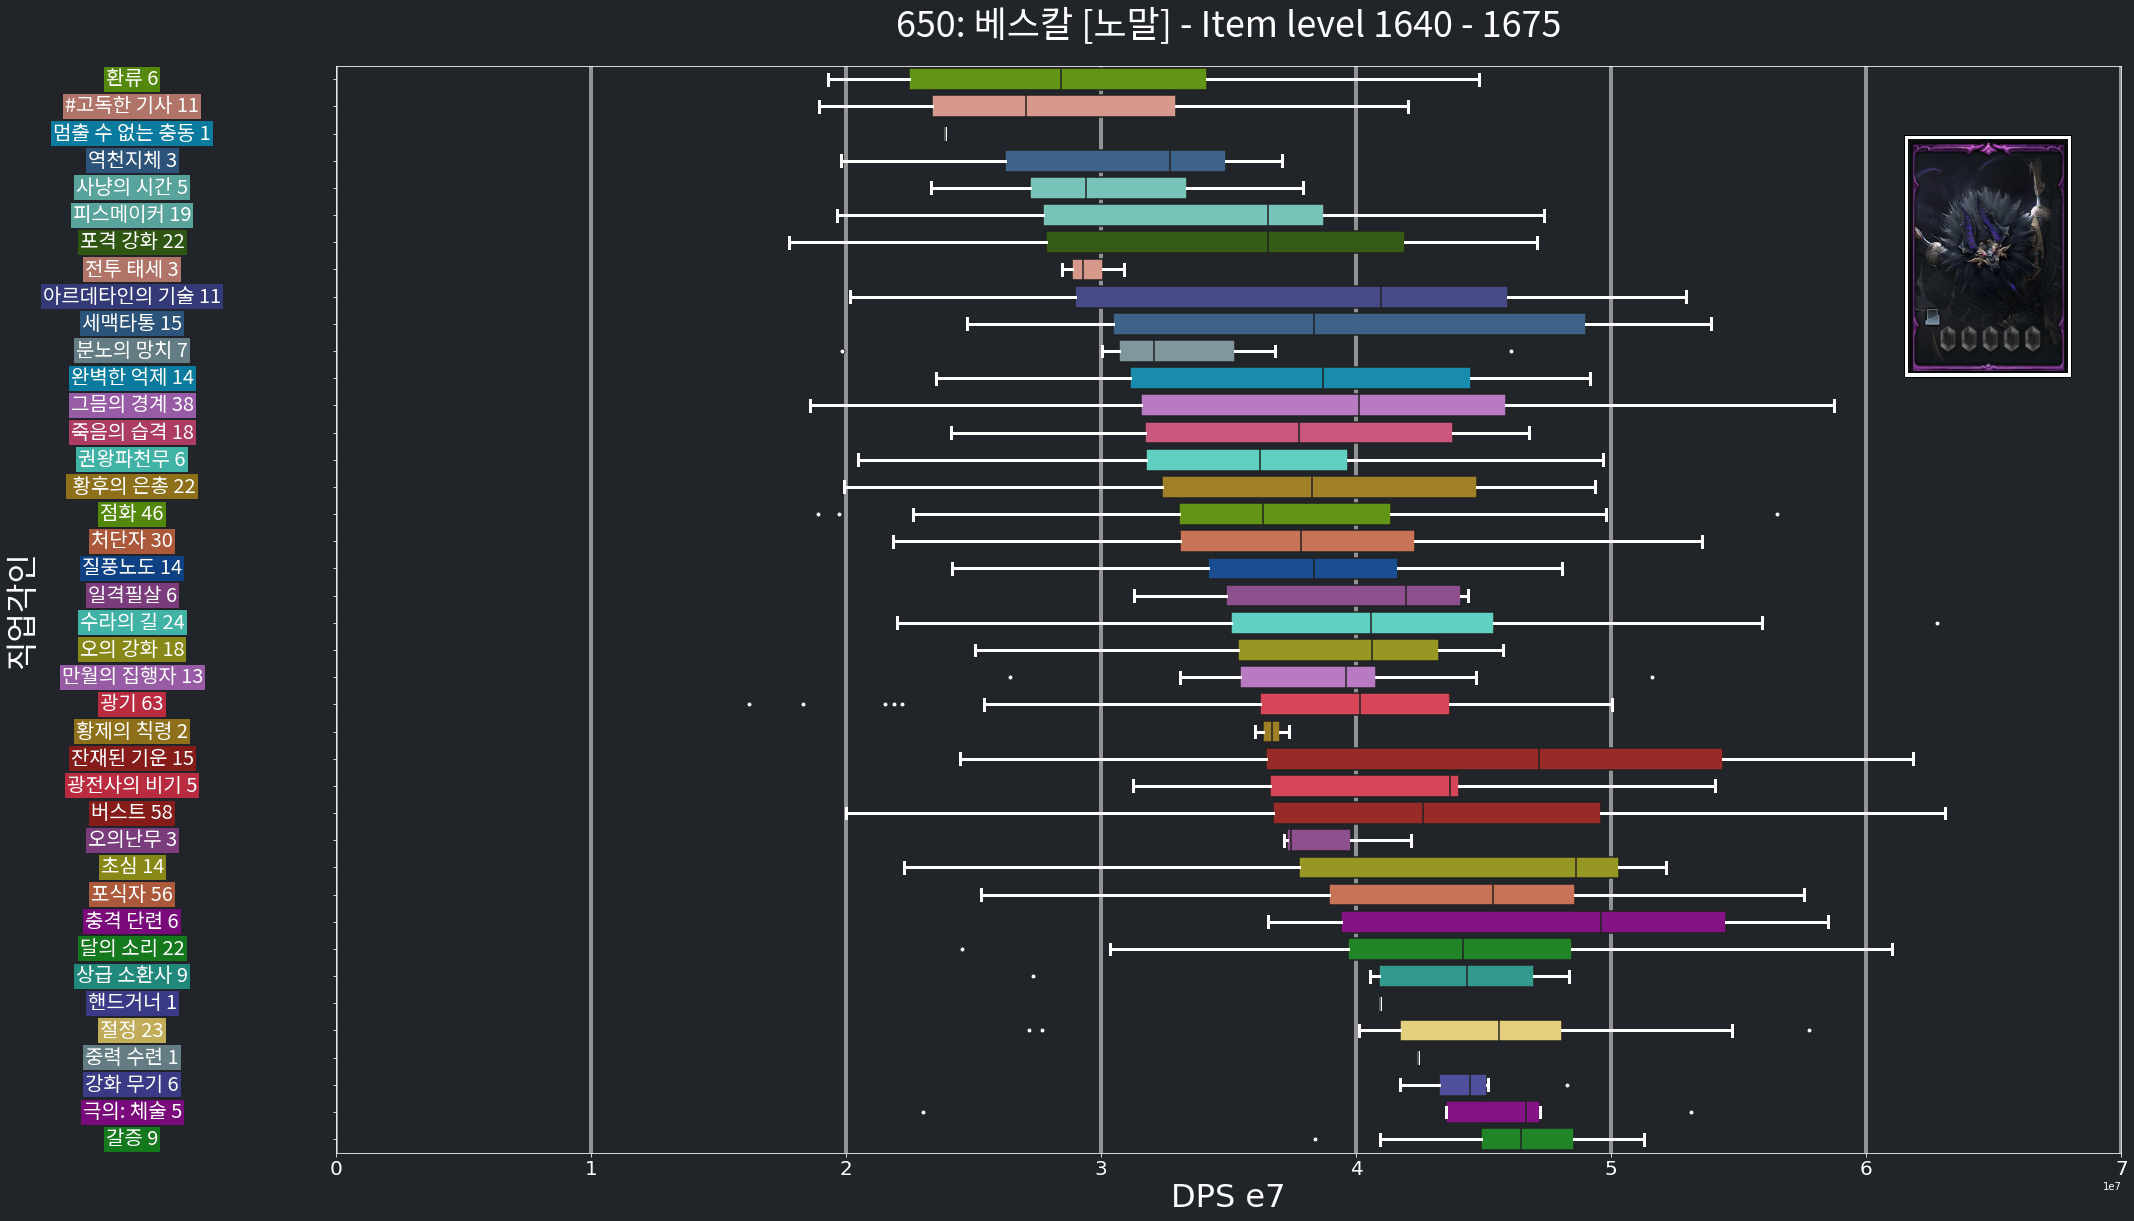 650: 베스칼 [노말] - Item level 1640 - 1675
환류 6
#고독한 기사 11
멈출 수 없는 충동 1
역천지체 3
사냥의 시간 5
피스메이커 19
포격 강화 22
전투 태세 3
아르데타인의 기술 11
세맥타통 15
분노의 망치 7
완벽한 억제 14
그믐의 경계 38
죽음의 습격 18
권왕파천무 6
황후의 은총 22
점화 46
처단자 30
질풍노도 14
일격필살 6
수라의 길 24
오의 강화 18
만월의 집행자 13
광기 63
황제의 칙령 2
잔재된 기운 15
광전사의 비기 5
버스트 58
오의난무 3
초심 14
포식자 56
충격 단련 6
달의 소리 22
상급 소환사 9
핸드거너 1
절정 23
중력 수련 1
강화 무기 6
극의: 체술 5
갈증 9
직업각인
0 1 2 3 4 5 6 7
1e7
DPS e7